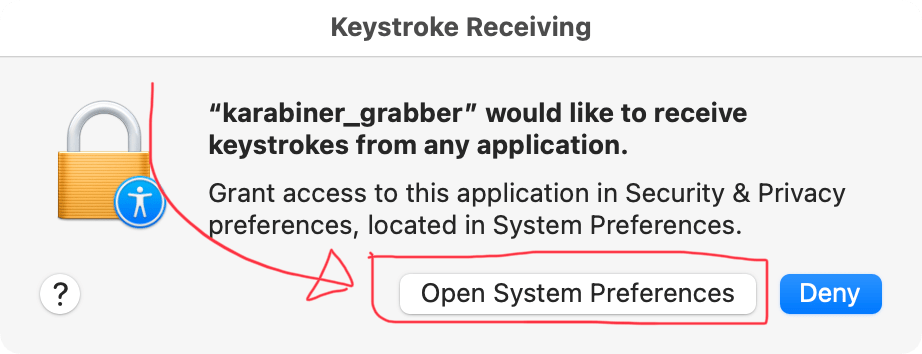 Keystroke Receiving
“karabiner_grabber” would like to receive
keystrokes from any application.
Grant access to this application in Security & Privacy
preferences, located in System Preferences.
?
Open System Preferences
Deny